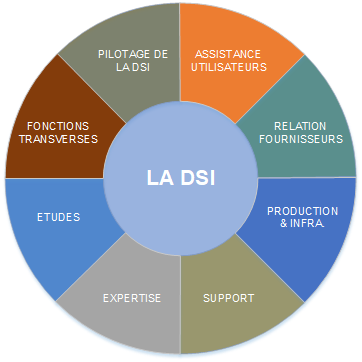 PILOTAGE DE
LA DSI
ASSISTANCE
UTILISATEURS
FONCTIONS
TRANSVERSES
RELATION
FOURNISSEURS
LA DSI
ETUDES
PRODUCTION
& INFRA.
EXPERTISE
SUPPORT